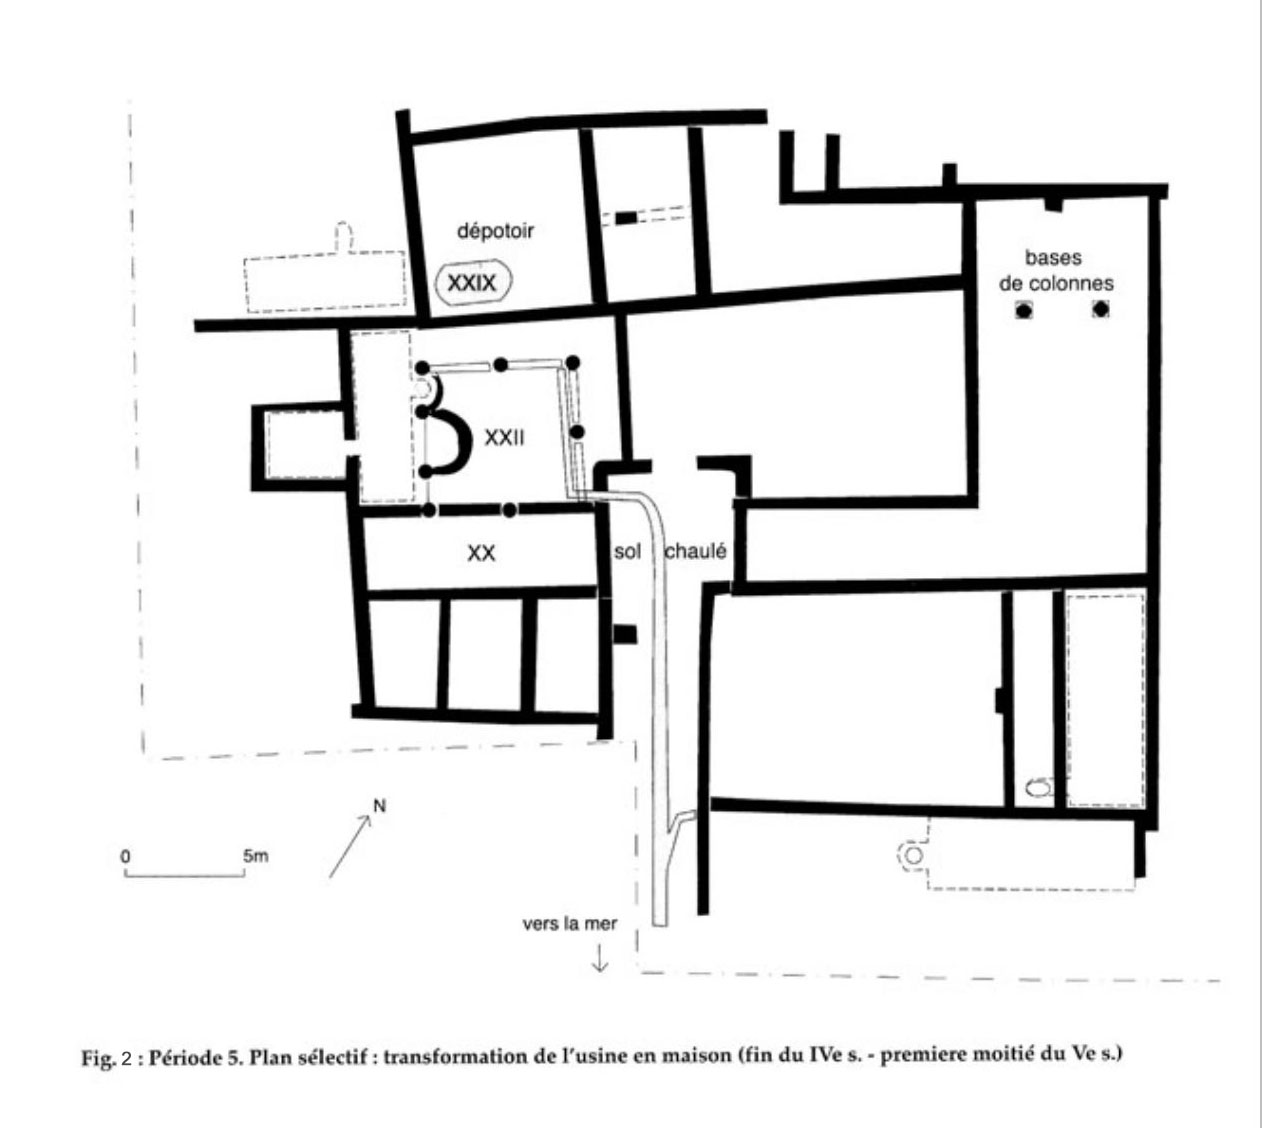 dépotoir
XXIX
bases
de colonnes
XXII
XX
sol chaulé
N
0 5m
vers la mer
Fig. 2 : Période 5. Plan sélectif : transformation de l'usine en maison (fin du IVe s. - premiere moitié du Ve s.)